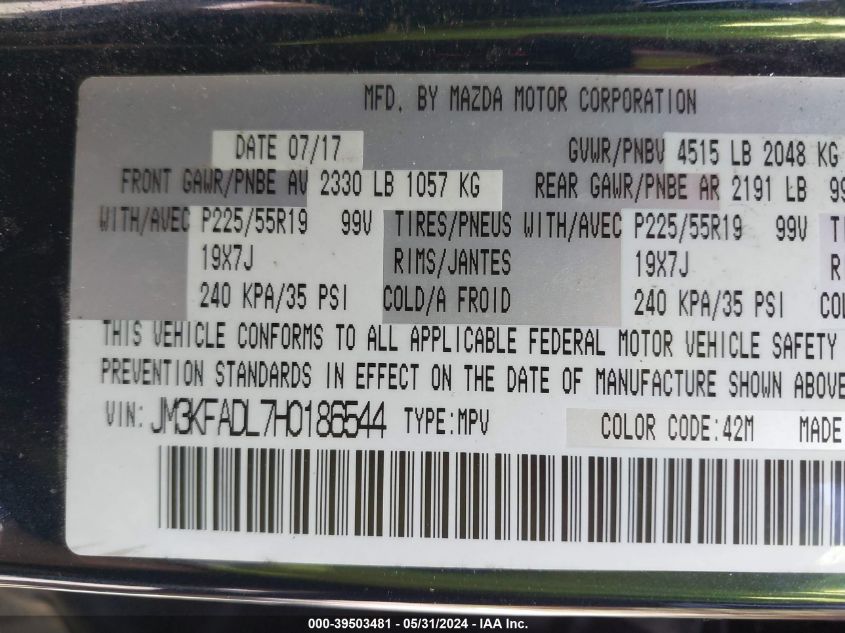 MFD. BY MAZDA MOTOR CORPORATION
DATE 07/17 GVWR/PNBV 4515 LB 2048 KG
FRONT GAWR/PNBE AV 2330 LB 1057 KG REAR GAWR/PNBE AR 2191 LB 99
WITH/AVEC P225/55R19 99V TIRES/PNEUS WITH/AVEC P225/55R19 99V TI
19X7J RIMS/JANTES 19X7J R
240 KPA/35 PSI COLD/A FROID 240 KPA/35 PSI COL
THIS VEHICLE CONFORMS TO ALL APPLICABLE FEDERAL MOTOR VEHICLE SAFETY
PREVENTION STANDARDS IN EFFECT ON THE DATE OF MANUFACTURE SHOWN ABOVE
VIN: JM3KFADL7H0186544 TYPE:MPV COLOR CODE:42M MADE
000-39503481 - 05/31/2024 - IAA Inc.